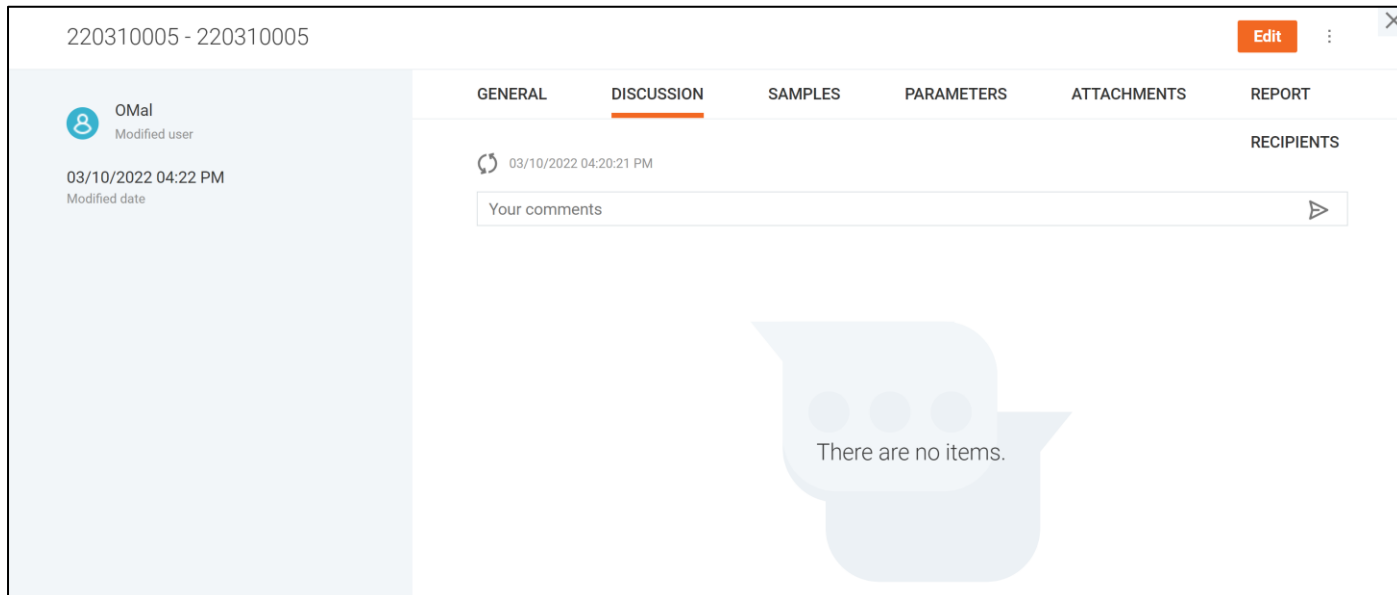 220310005 - 220310005
Edit
OMal
Modified user
03/10/2022 04:22 PM
Modified date
GENERAL DISCUSSION SAMPLES PARAMETERS ATTACHMENTS REPORT
RECIPIENTS
03/10/2022 04:20:21 PM
Your comments
There are no items.